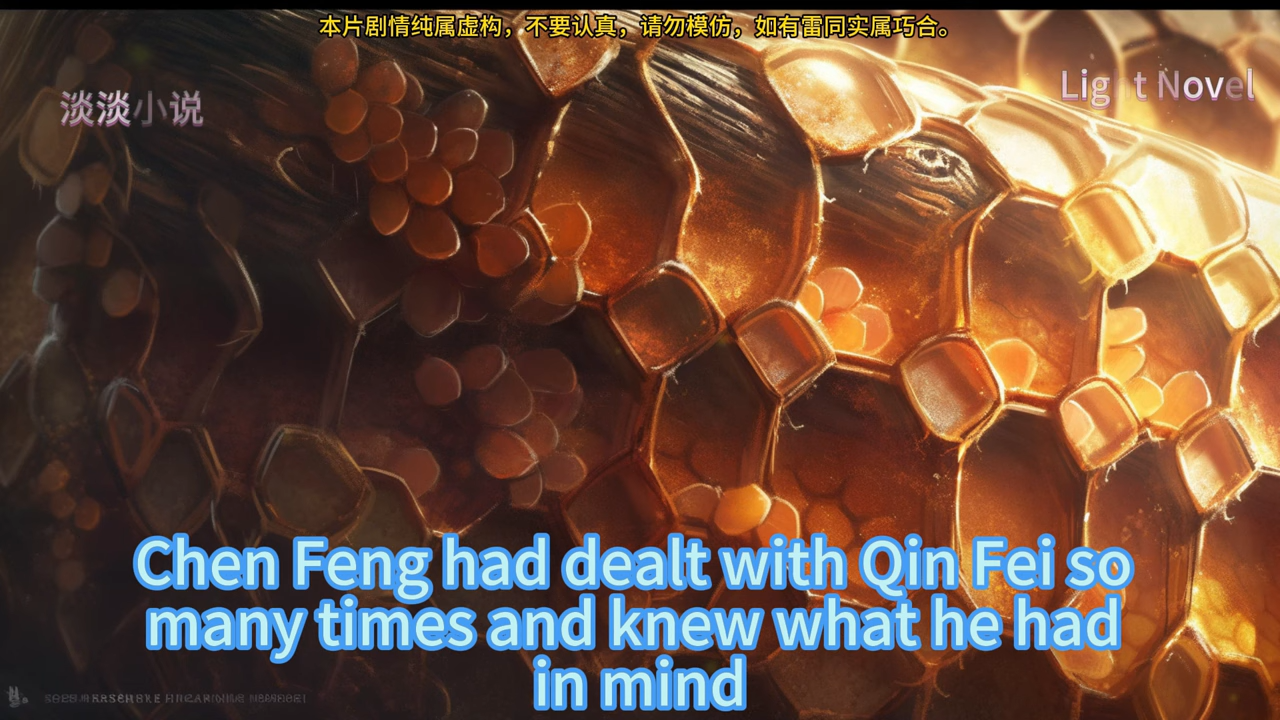 本片剧情纯属虚构，不要认真，请勿模仿，如有雷同实属巧合。
淡淡小说
Light Novel
Chen Feng had dealt with Qin Fei so
many times and knew what he had
in mind